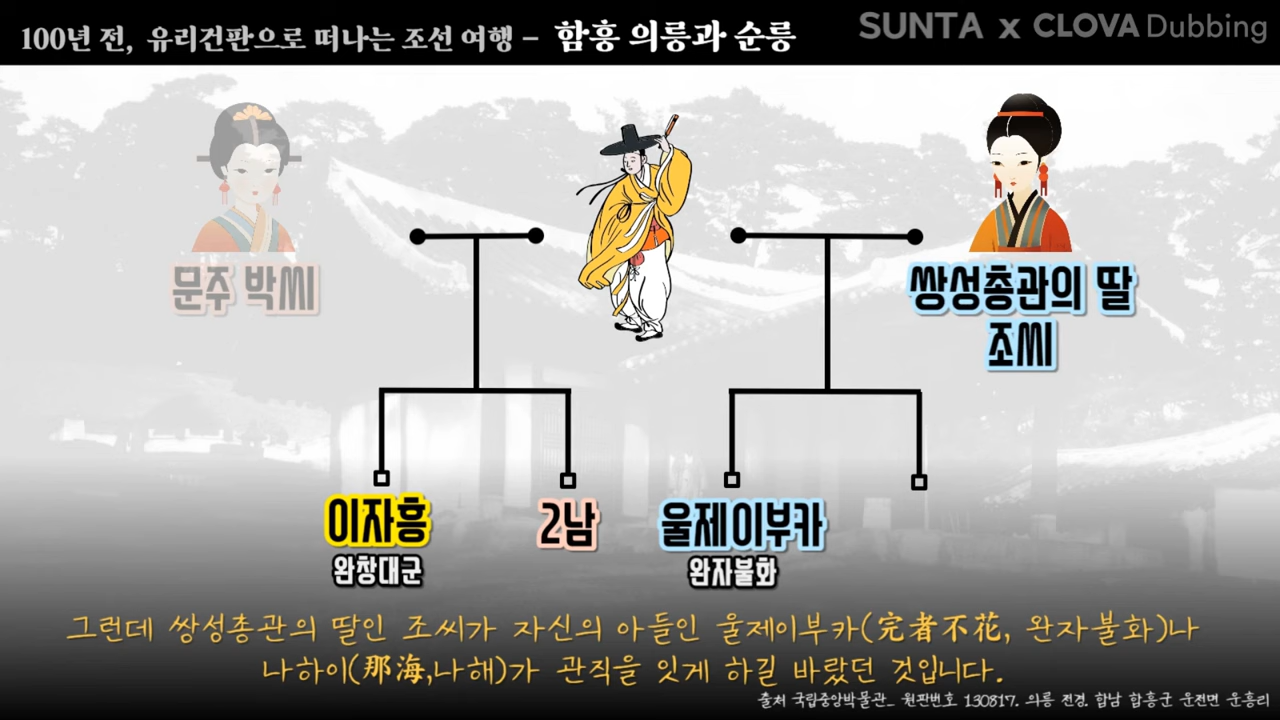 100년 전, 유리건판으로 떠나는 조선 여행 - 함흥 의릉과 순릉
SUNTA x CLOVA Dubbing
문주 박씨
쌍성총관의 딸
조씨
이자흥
완창대군
2남
울제이부카
완자불화
그런데 쌍성총관의 딸인 조씨가 자신의 아들인 울제이부카(完者不花, 완자불화)나
나하이(那海,나해)가 관직을 잇게 하길 바랐던 것입니다.
출처 국립중앙박물관_ 원판번호 130817. 의릉 전경. 함남 함흥군 운전면 운흥리